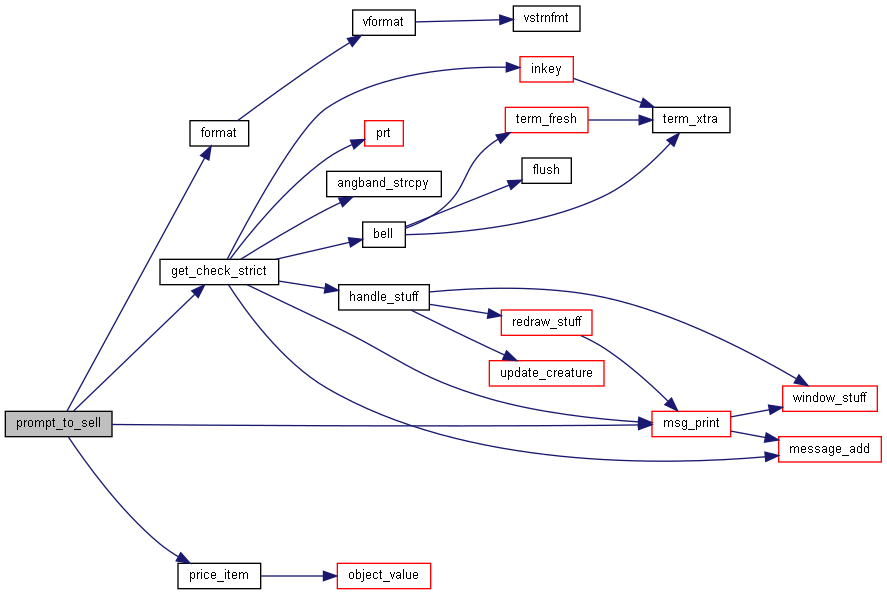 vformat
vstrnfmt
inkey
format
prt
term_fresh
term_xtra
angband_strcpy
flush
bell
get_check_strict
handle_stuff
redraw_stuff
update_creature
window_stuff
prompt_to_sell
msg_print
message_add
price_item
object_value